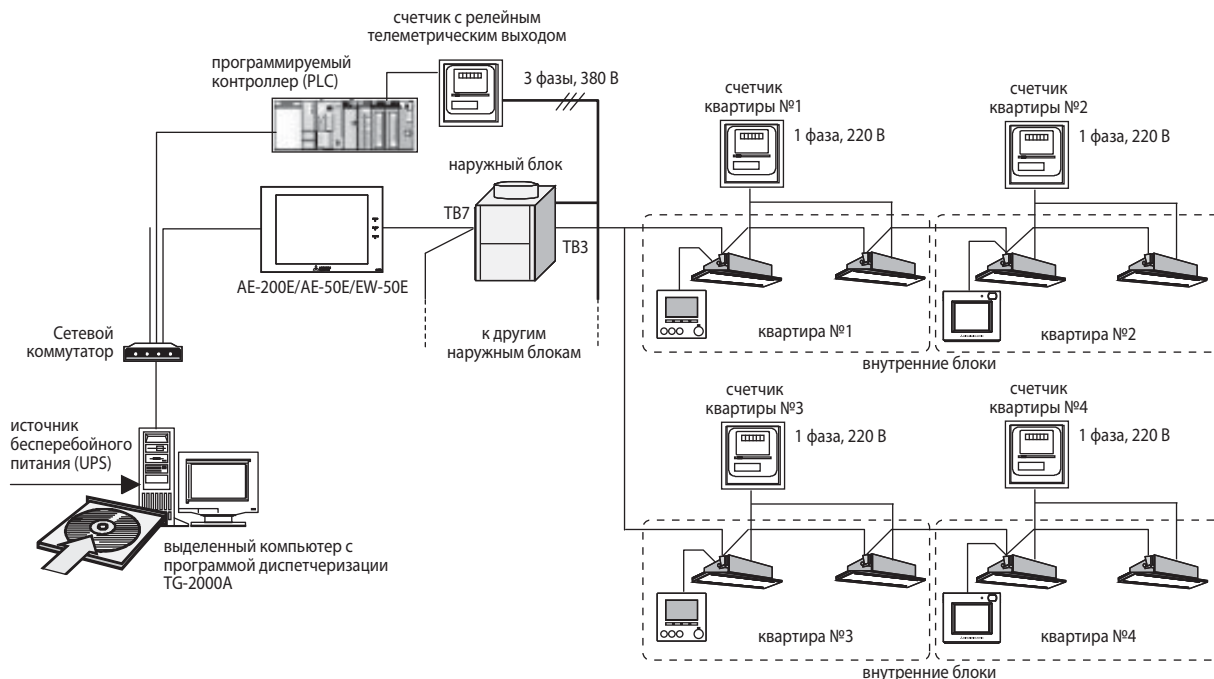 счетчик с релейным
телеметрическим выходом
программируемый
контроллер (PLC)
3 фазы, 380 В
наружный блок
TB7
TB3
AE-200E/AE-50E/EW-50E
к другим
наружным блокам
Сетевой
коммутатор
источник
бесперебойного
питания (UPS)
выделенный компьютер с
программой диспетчеризации
TG-2000A
счетчик
квартиры №1
1 фаза, 220 В
счетчик
квартиры №2
1 фаза, 220 В
квартира №1
квартира №2
внутренние блоки
счетчик
квартиры №3
1 фаза, 220 В
счетчик
квартиры №4
1 фаза, 220 В
квартира №3
квартира №4
внутренние блоки